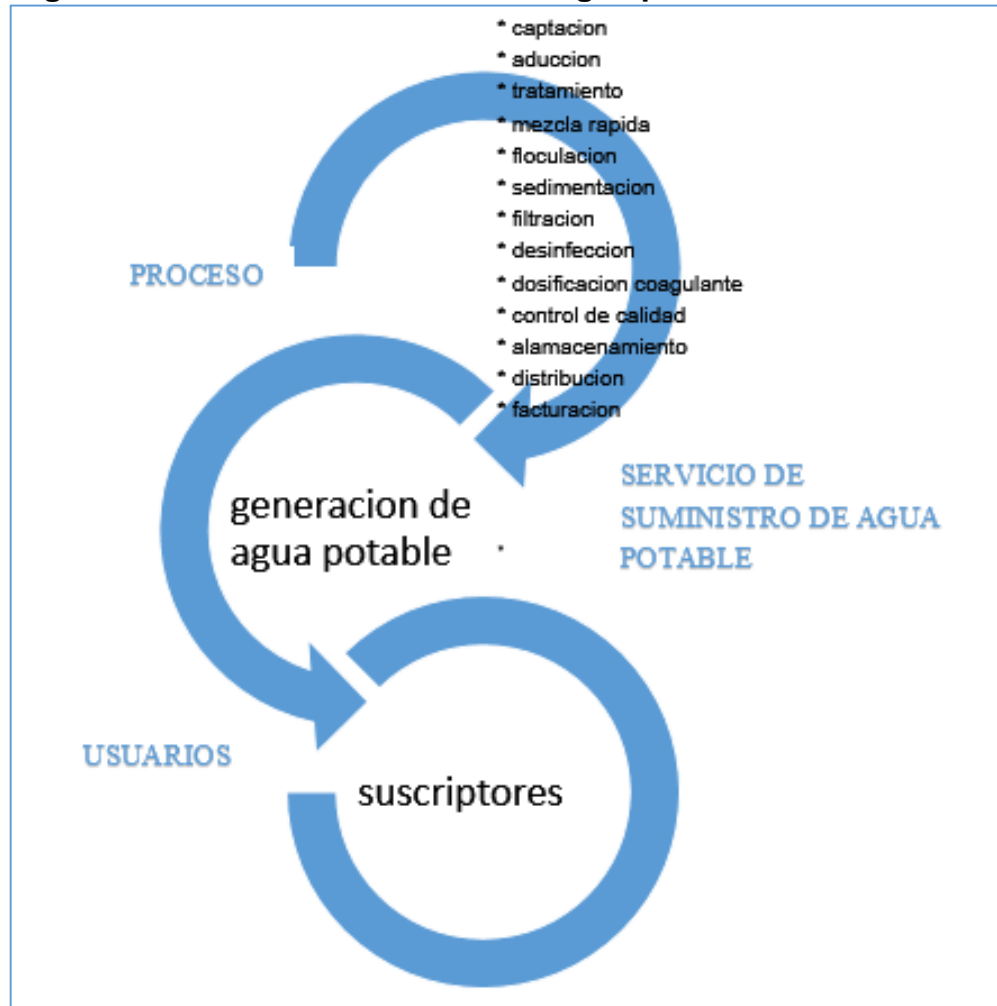 * captacion
* aduccion
* tratamiento
* mezcla rapida
* floculacion
* sedimentacion
* filtracion
* desinfeccion
* dosificacion coagulante
* control de calidad
* alamacenamiento
* distribucion
* facturacion
PROCESO
generacion de
agua potable
SERVICIO DE
SUMINISTRO DE AGUA
POTABLE
USUARIOS
suscriptores